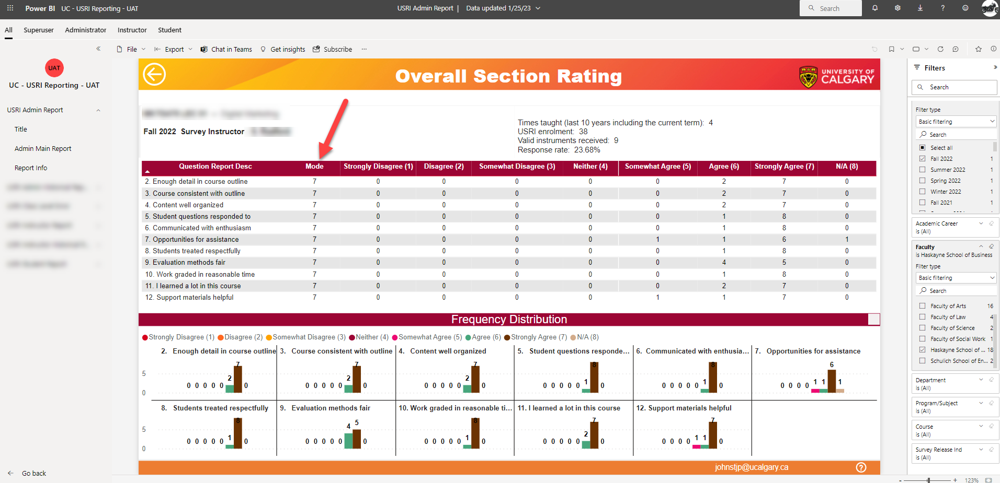 Power BI UC - USRI Reporting - UAT USRI Admin Report | Data updated 1/25/23 Search
All Superuser Administrator Instructor Student
File Export Chat in Teams Get insights Subscribe ...
UAT
UC - USRI Reporting - UAT
USRI Admin Report
Title
Admin Main Report
Report Info
Go back
Overall Section Rating
UNIVERSITY OF
CALGARY
Fall 2022 Survey Instructor
Times taught (last 10 years including the current term): 4
USRI enrolment: 38
Valid instruments received: 9
Response rate: 23.68%
Question Report Desc Mode Strongly Disagree (1) Disagree (2) Somewhat Disagree (3) Neither (4) Somewhat Agree (5) Agree (6) Strongly Agree (7) N/A (8)
2. Enough detail in course outline 7 0 0 0 0 0 2 7 0
3. Course consistent with outline 7 0 0 0 0 0 2 7 0
4. Content well organized 7 0 0 0 0 0 2 7 0
5. Student questions responded to 7 0 0 0 0 0 1 8 0
6. Communicated with enthusiasm 7 0 0 0 0 0 1 8 0
7. Opportunities for assistance 7 0 0 0 0 1 1 6 1
8. Students treated respectfully 7 0 0 0 0 0 1 8 0
9. Evaluation methods fair 7 0 0 0 0 0 4 5 0
10. Work graded in reasonable time 7 0 0 0 0 0 1 8 0
11. I learned a lot in this course 7 0 0 0 0 0 2 7 0
12. Support materials helpful 7 0 0 0 0 1 1 7 0
Frequency Distribution
Strongly Disagree (1) Disagree (2) Somewhat Disagree (3) Neither (4) Somewhat Agree (5) Agree (6) Strongly Agree (7) N/A (8)
2. Enough detail in course outline 3. Course consistent with outline 4. Content well organized 5. Student questions responde... 6. Communicated with enthusia... 7. Opportunities for assistance
5
0
0 0 0 0 0 2 7 0
0 0 0 0 0 2 7 0
0 0 0 0 0 2 7 0
0 0 0 0 0 1 8 0
0 0 0 0 0 1 8 0
0 0 0 0 1 1 6 1
8. Students treated respectfully 9. Evaluation methods fair 10. Work graded in reasonable ti... 11. I learned a lot in this course 12. Support materials helpful
5
0
0 0 0 0 0 1 8 0
0 0 0 0 0 4 5 0
0 0 0 0 0 1 8 0
0 0 0 0 0 2 7 0
0 0 0 0 1 1 7 0
johnstjp@ucalgary.ca ?
Filters
Search
Filter type
Basic filtering
Search
Select all
Fall 2022 1
Summer 2022 1
Spring 2022 1
Winter 2022 1
Fall 2021 1
Academic Career
is (All)
Faculty
is Haskayne School of Business
Filter type
Basic filtering
Search
Faculty of Arts 16
Faculty of Law 4
Faculty of Science 2
Faculty of Social Work 1
Haskayne School of ... 18
Schulich School of En... 2
Department
is (All)
Program/Subject
is (All)
Course
is (All)
Survey Release Ind
is (All)
- + 123%